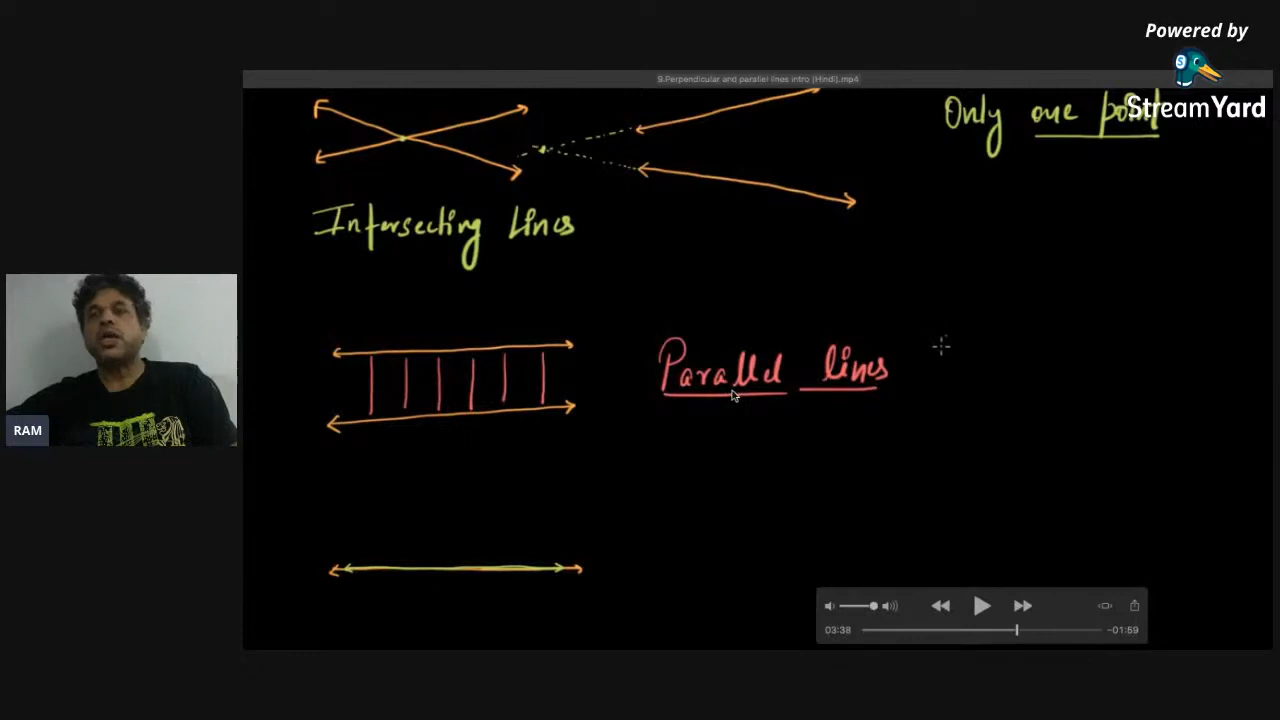 Powered by
StreamYard
9.Perpendicular and parallel lines intro (Hindi).mp4
Only one point
Intersecting Lines
RAM
Parallel lines
03:38
-01:59